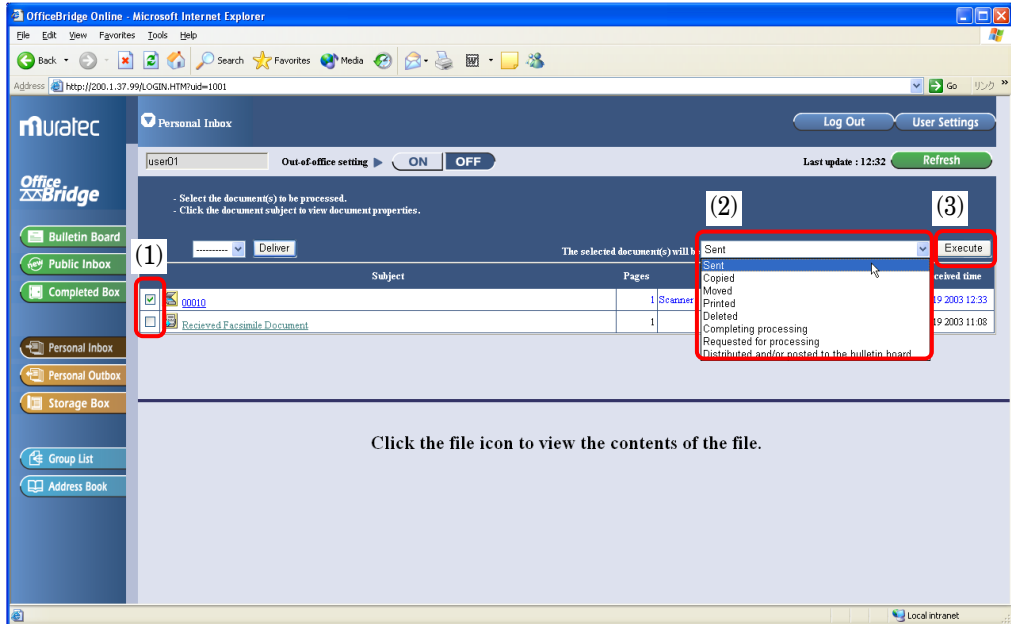 OfficeBridge Online - Microsoft Internet Explorer
File Edit View Favorites Tools Help
Back Search Favorites Media
Address http://200.1.37.99/LOGIN.HTM?uid=1001 Go リンク »
muratec
Personal Inbox
Log Out User Settings
user01 Out-of-office setting ON OFF Last update : 12:32 Refresh
Office Bridge
- Select the document(s) to be processed.
- Click the document subject to view document properties.
(2) (3)
Bulletin Board
(1) ---------- Deliver The selected document(s) will b Sent Execute
Public Inbox
Subject Pages ceived time
Sent
Copied
Moved
Printed
Deleted
Completing processing
Requested for processing
Distributed and/or posted to the bulletin board
Completed Box
00010 1 Scanner 19 2003 12:33
Recieved Facsimile Document 1 19 2003 11:08
Personal Inbox
Personal Outbox
Storage Box
Click the file icon to view the contents of the file.
Group List
Address Book
Local intranet